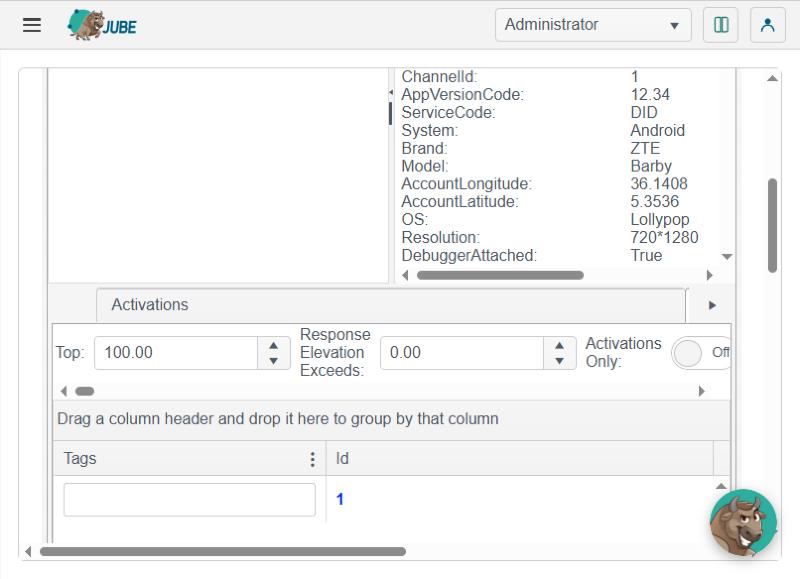 JUBE
Administrator
ChannelId: 1
AppVersionCode: 12.34
ServiceCode: DID
System: Android
Brand: ZTE
Model: Barby
AccountLongitude: 36.1408
AccountLatitude: 5.3536
OS: Lollypop
Resolution: 720*1280
DebuggerAttached: True
Activations
Top: 100.00
Response Elevation Exceeds: 0.00
Activations Only: Off
Drag a column header and drop it here to group by that column
Tags Id
1